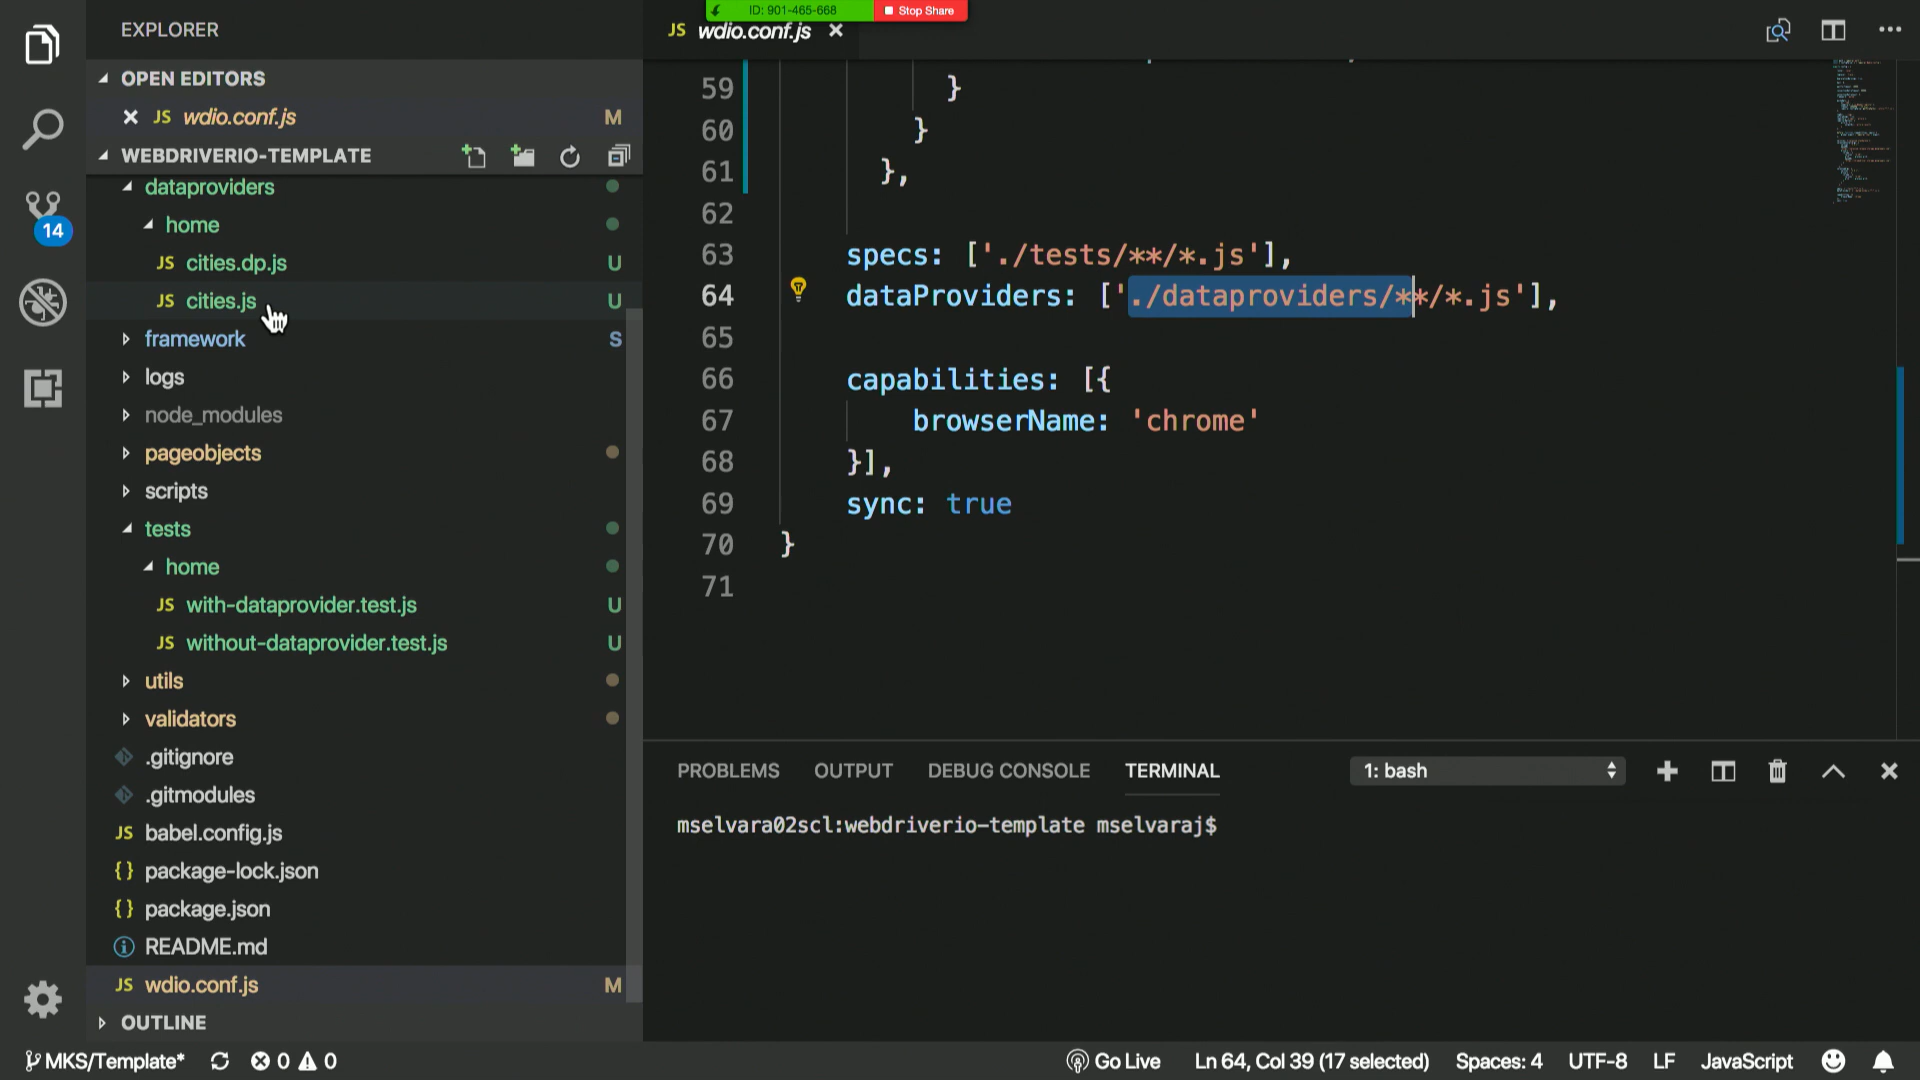 ID: 901-465-668
Stop Share
EXPLORER
JS wdio.conf.js
OPEN EDITORS
JS wdio.conf.js M
WEBDRIVERIO-TEMPLATE
dataproviders
home
JS cities.dp.js U
JS cities.js U
framework S
logs
node_modules
pageobjects
scripts
tests
home
JS with-dataprovider.test.js U
JS without-dataprovider.test.js U
utils
validators
.gitignore
.gitmodules
JS babel.config.js
{} package-lock.json
{} package.json
README.md
JS wdio.conf.js M
OUTLINE
14
59 }
60 }
61 },
62
63 specs: ['./tests/**/*.js'],
64 dataProviders: ['./dataproviders/**/*.js'],
65
66 capabilities: [{
67 browserName: 'chrome'
68 }],
69 sync: true
70 }
71
PROBLEMS OUTPUT DEBUG CONSOLE TERMINAL 1: bash
mselvara02scl:webdriverio-template mselvaraj$
MKS/Template* 0 0 Go Live Ln 64, Col 39 (17 selected) Spaces: 4 UTF-8 LF JavaScript